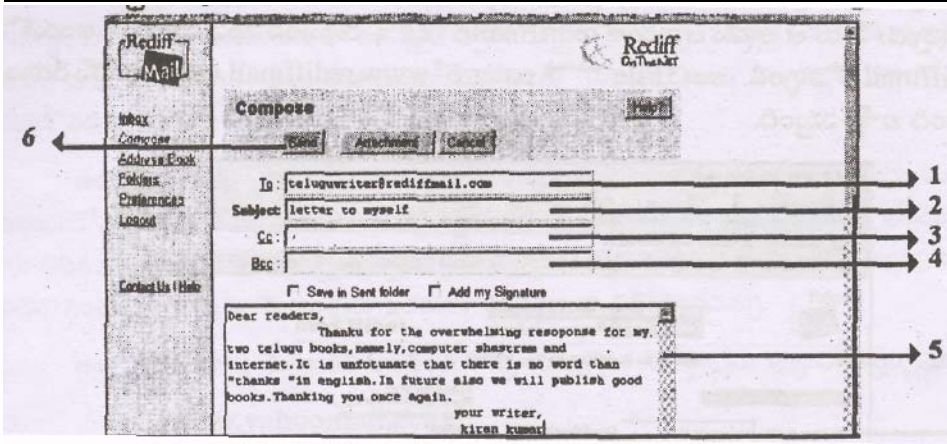 Rediff
Mail
Rediff
On The Net
Compose
Help?
Inbox
Compose
6
Send Attachment Cancel
Address Book
Folders
Preferences
Logout
To: teluguwriter@rediffmail.com 1
Subject: letter to myself 2
Cc: 3
Bcc: 4
Contact Us | Help
Save in Sent folder Add my Signature
Dear readers,
Thanku for the overwhelming resoponse for my.
two telugu books,namely,computer shastram and
internet.It is unfotunate that there is no word than 5
"thanks "in english.In future also we will publish good
books.Thanking you once again.
your writer,
kiran kumar